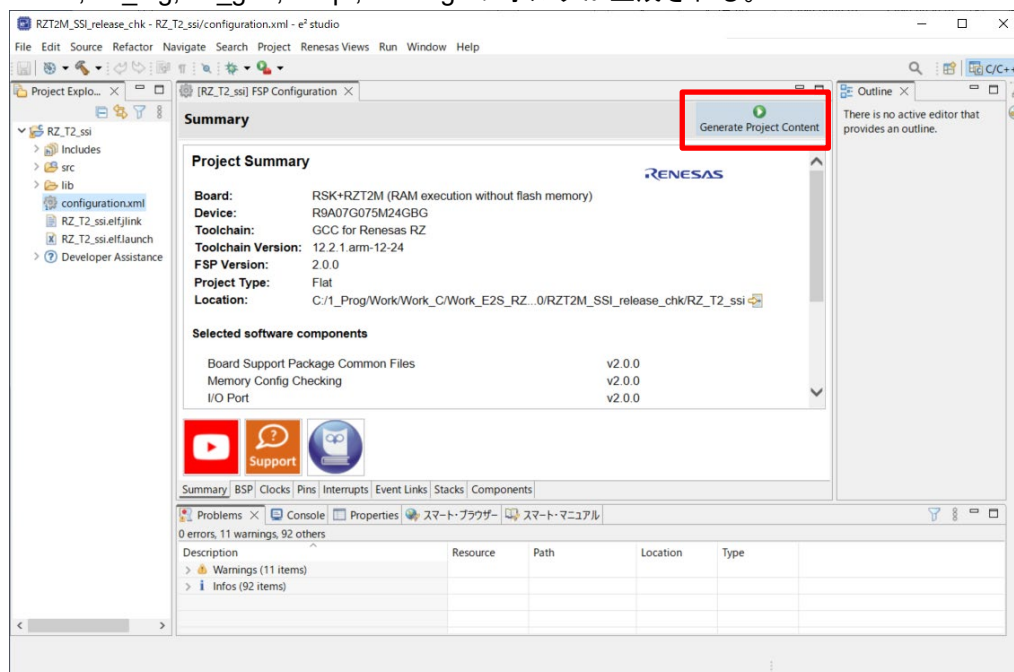 RZT2M_SSI_release_chk - RZ_T2_ssi/configuration.xml - e² studio
File Edit Source Refactor Navigate Search Project Renesas Views Run Window Help
C/C++
Project Explo...
[RZ_T2_ssi] FSP Configuration
Outline
There is no active editor that
provides an outline.
RZ_T2_ssi
Includes
src
lib
configuration.xml
RZ_T2_ssi.elf.jlink
RZ_T2_ssi.elf.launch
Developer Assistance
Summary
Generate Project Content
Project Summary
RENESAS
Board: RSK+RZT2M (RAM execution without flash memory)
Device: R9A07G075M24GBG
Toolchain: GCC for Renesas RZ
Toolchain Version: 12.2.1.arm-12-24
FSP Version: 2.0.0
Project Type: Flat
Location: C:/1_Prog/Work/Work_C/Work_E2S_RZ...0/RZT2M_SSI_release_chk/RZ_T2_ssi
Selected software components
Board Support Package Common Files v2.0.0
Memory Config Checking v2.0.0
I/O Port v2.0.0
Support
Summary BSP Clocks Pins Interrupts Event Links Stacks Components
Problems Console Properties スマート・ブラウザー スマート・マニュアル
0 errors, 11 warnings, 92 others
Description Resource Path Location Type
Warnings (11 items)
Infos (92 items)